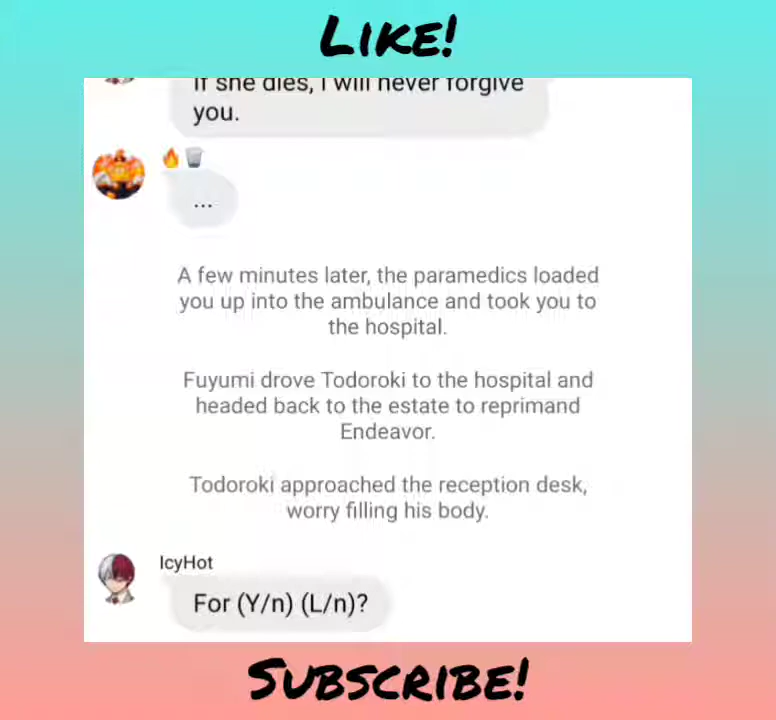 LIKE!
If she dies, I will never forgive
you.
🔥🗑️
...
A few minutes later, the paramedics loaded
you up into the ambulance and took you to
the hospital.
Fuyumi drove Todoroki to the hospital and
headed back to the estate to reprimand
Endeavor.
Todoroki approached the reception desk,
worry filling his body.
IcyHot
For (Y/n) (L/n)?
SUBSCRIBE!